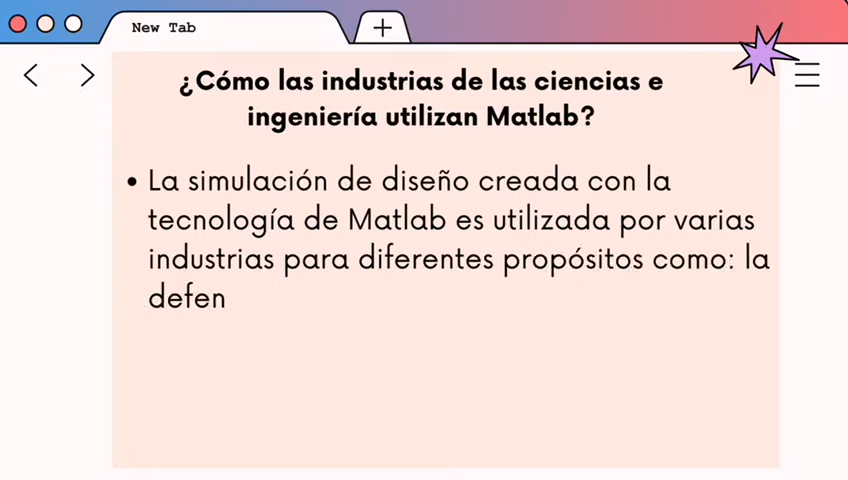 New Tab
¿Cómo las industrias de las ciencias e
ingeniería utilizan Matlab?
• La simulación de diseño creada con la
tecnología de Matlab es utilizada por varias
industrias para diferentes propósitos como: la
defen